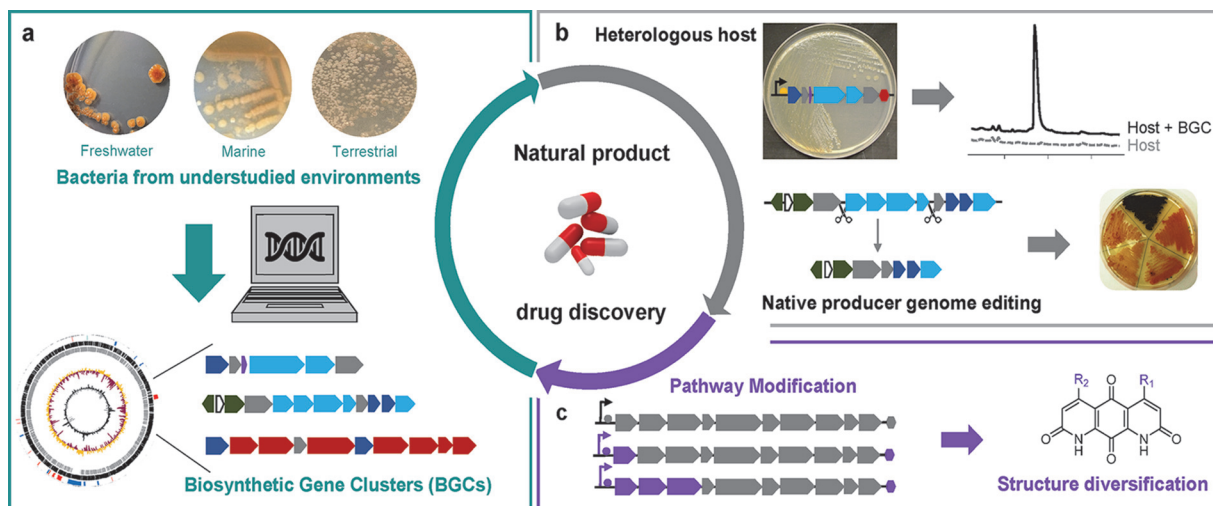 a
Freshwater
Marine
Terrestrial
Bacteria from understudied environments
Biosynthetic Gene Clusters (BGCs)
Natural product
drug discovery
b
Heterologous host
Host + BGC
Host
Native producer genome editing
Pathway Modification
c
R2
O
R1
O
N
H
O
N
H
O
Structure diversification